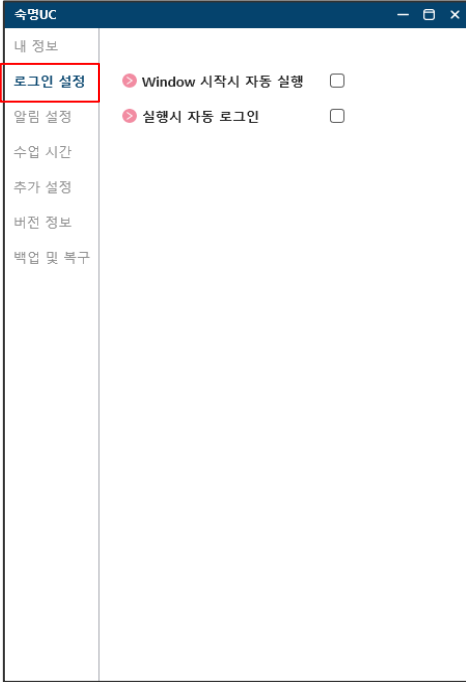 숙명UC
내 정보
로그인 설정
Window 시작시 자동 실행
알림 설정
실행시 자동 로그인
수업 시간
추가 설정
버전 정보
백업 및 복구